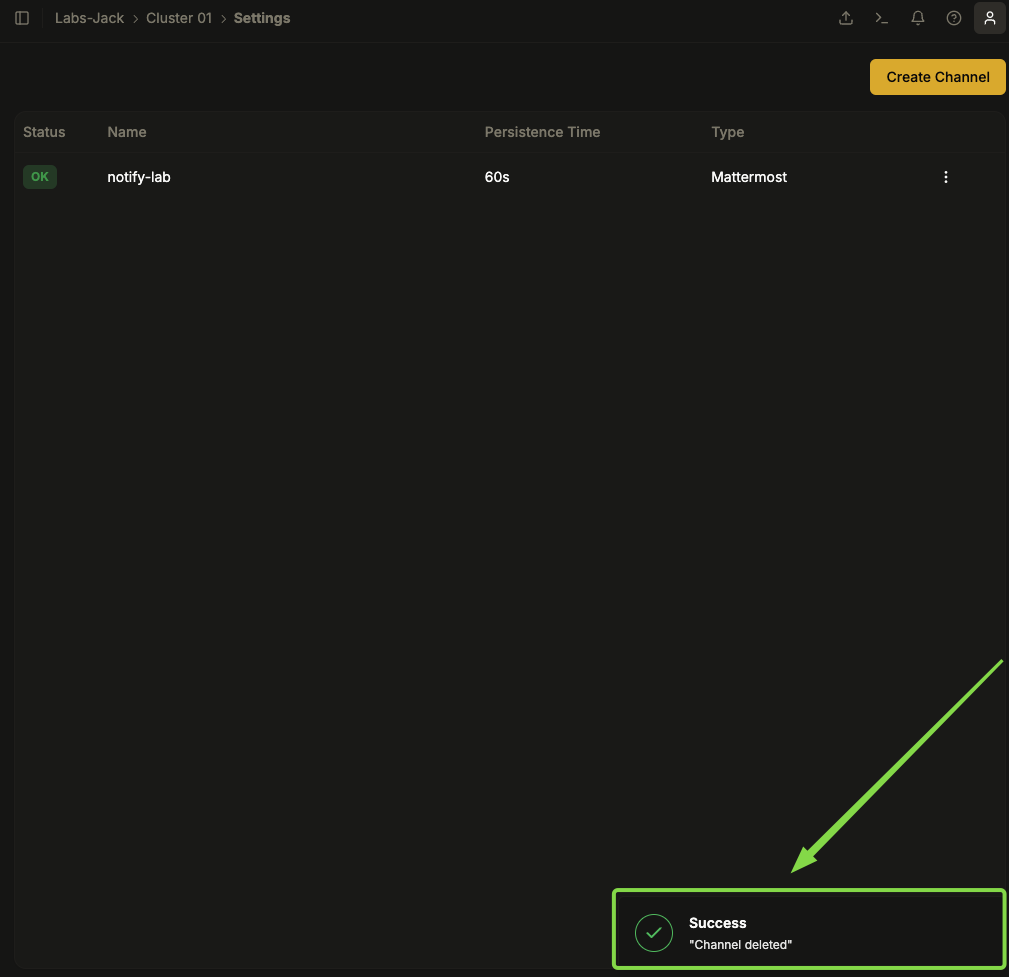 Labs-Jack > Cluster 01 > Settings
Create Channel
Status Name Persistence Time Type
OK notify-lab 60s Mattermost
Success
"Channel deleted"